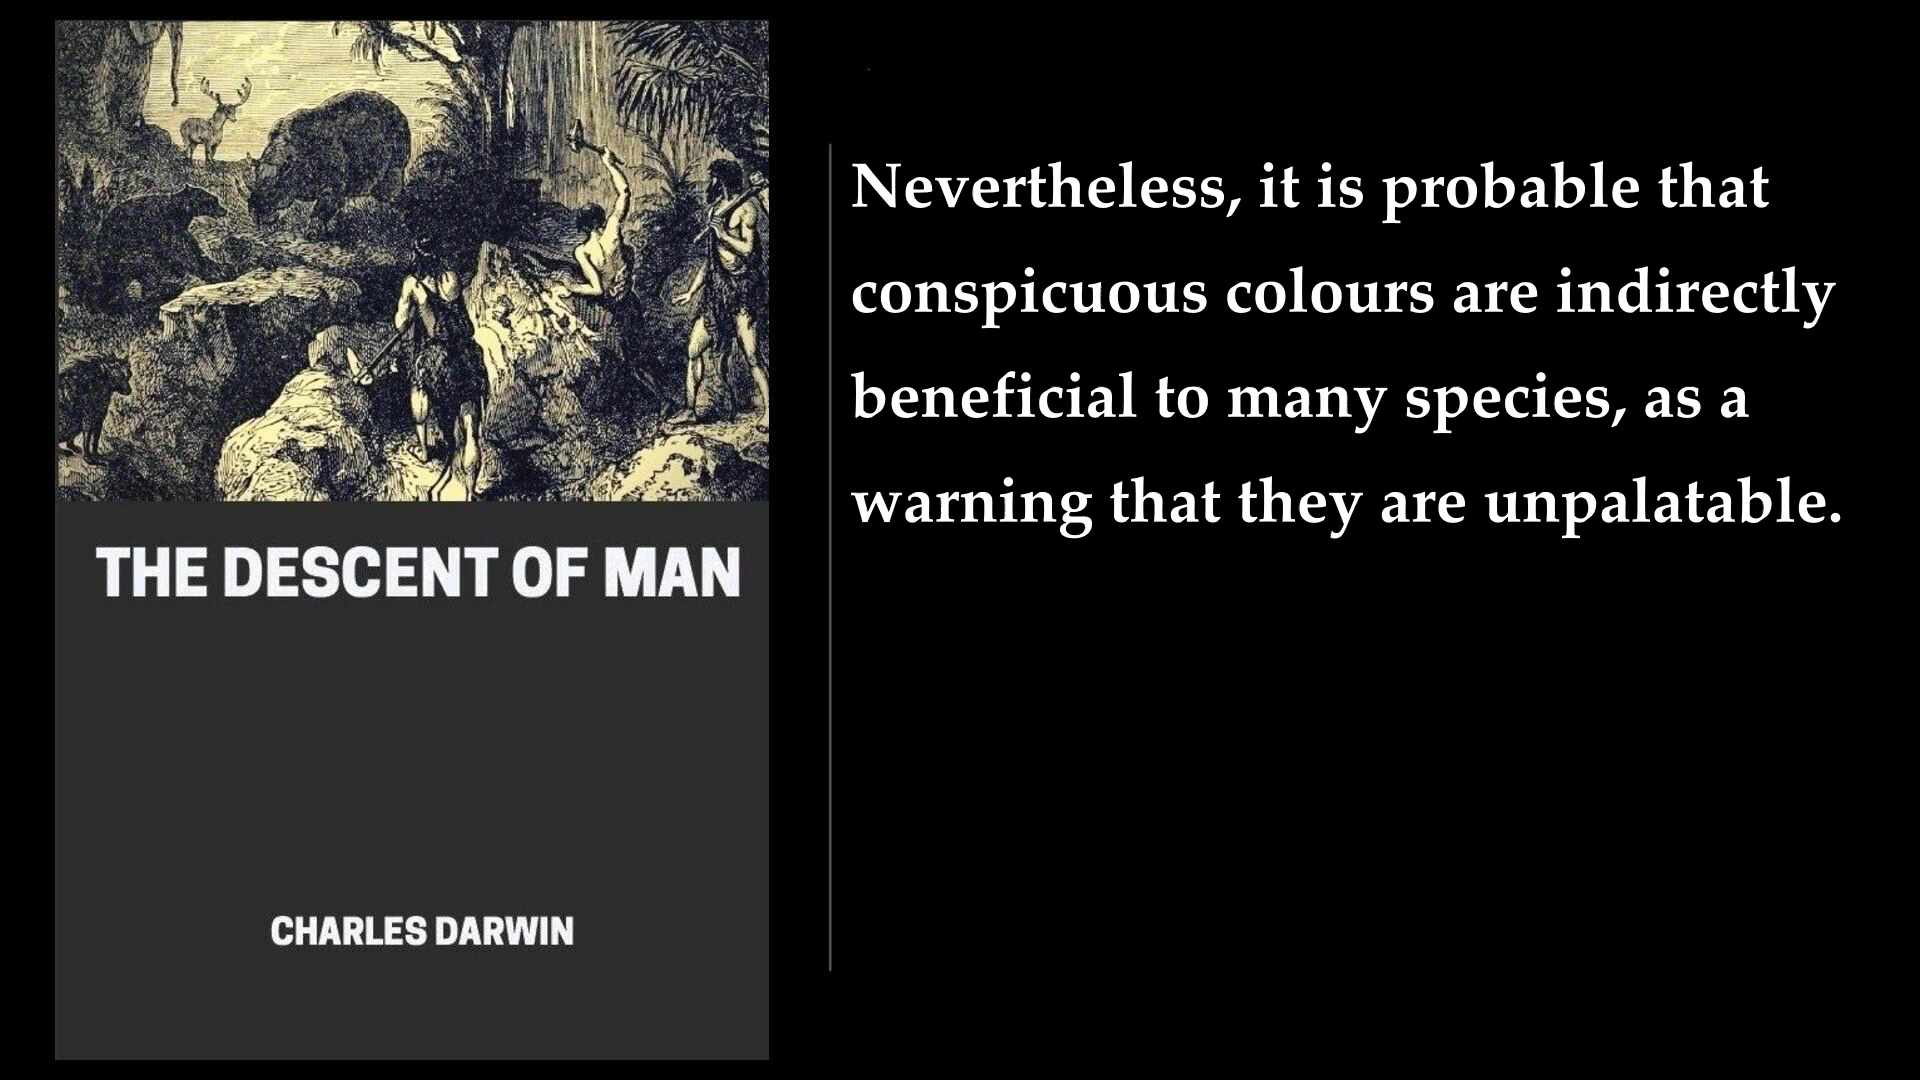 THE DESCENT OF MAN
CHARLES DARWIN
Nevertheless, it is probable that
conspicuous colours are indirectly
beneficial to many species, as a
warning that they are unpalatable.